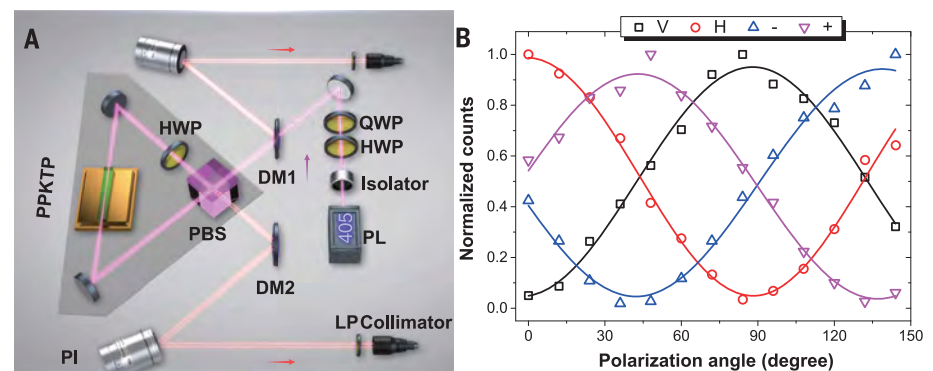 A
HWP
QWP
HWP
PPKTP
Isolator
DM1
PBS
405
PL
DM2
LP Collimator
PI
B
V H - +
Normalized counts
1.0
0.8
0.6
0.4
0.2
0.0
0 30 60 90 120 150
Polarization angle (degree)